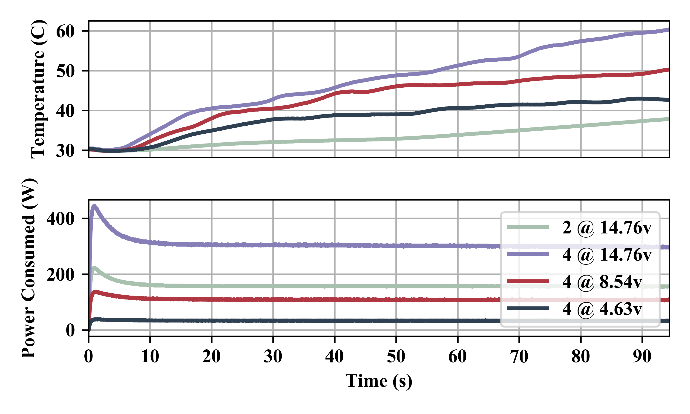 Temperature (C)
60
50
40
30
Power Consumed (W)
400
200
0
2 @ 14.76v
4 @ 14.76v
4 @ 8.54v
4 @ 4.63v
0 10 20 30 40 50 60 70 80 90
Time (s)